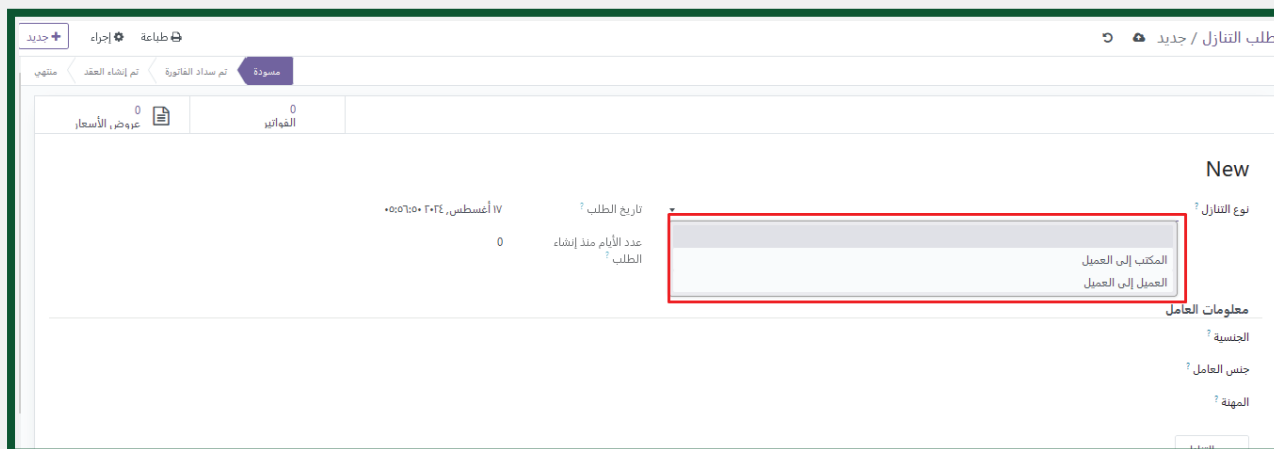 طلب التنازل / جديد
طباعة
إجراء
جديد
مسودة
تم سداد الفاتورة
تم إنشاء العقد
منتهي
0
الفواتير
0
عروض الأسعار
New
نوع التنازل ?
تاريخ الطلب ?
١٧ أغسطس, ٢٠٢٤ ٠٥:٥٦:٥٠
المكتب إلى العميل
العميل إلى العميل
عدد الأيام منذ إنشاء
الطلب ?
0
معلومات العامل
الجنسية ?
جنس العامل ?
المهنة ?